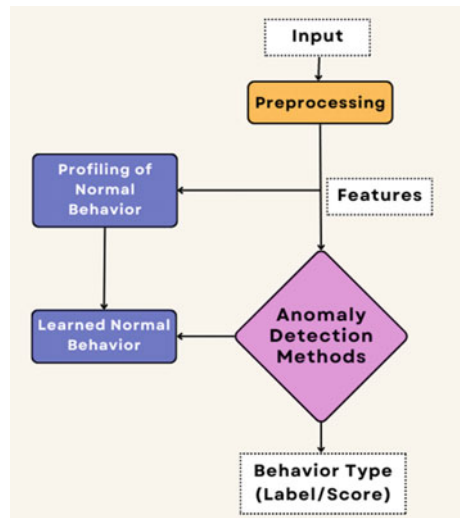 Input
Preprocessing
Profiling of
Normal
Behavior
Features
Learned Normal
Behavior
Anomaly
Detection
Methods
Behavior Type
(Label/Score)